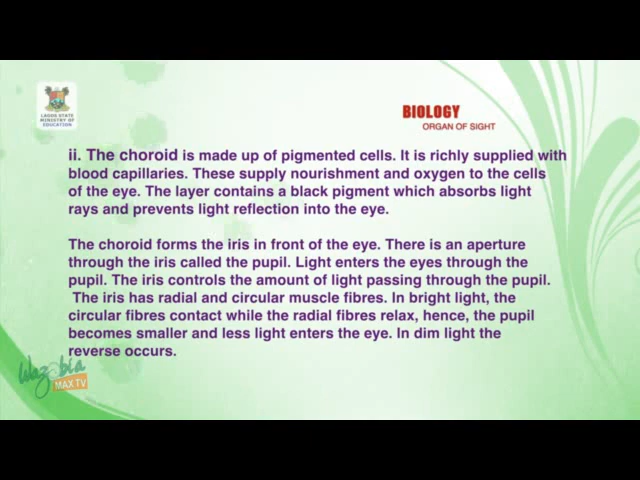 LAGOS STATE
MINISTRY OF
EDUCATION
BIOLOGY
ORGAN OF SIGHT
ii. The choroid is made up of pigmented cells. It is richly supplied with
blood capillaries. These supply nourishment and oxygen to the cells
of the eye. The layer contains a black pigment which absorbs light
rays and prevents light reflection into the eye.
The choroid forms the iris in front of the eye. There is an aperture
through the iris called the pupil. Light enters the eyes through the
pupil. The iris controls the amount of light passing through the pupil.
The iris has radial and circular muscle fibres. In bright light, the
circular fibres contact while the radial fibres relax, hence, the pupil
becomes smaller and less light enters the eye. In dim light the
reverse occurs.
Wazobia
MAX TV